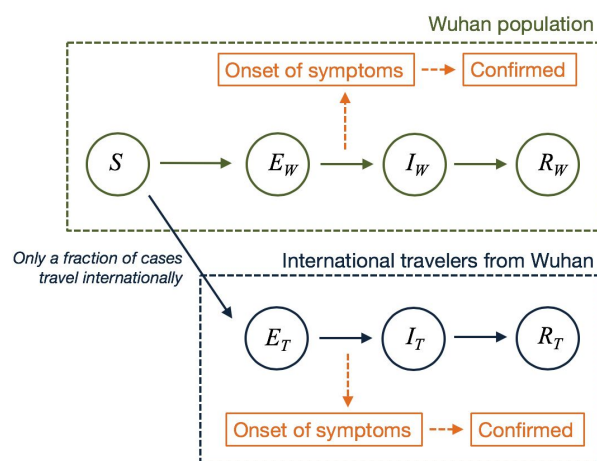 Wuhan population
Onset of symptoms
Confirmed
S
E_W
I_W
R_W
Only a fraction of cases
travel internationally
International travelers from Wuhan
E_T
I_T
R_T
Onset of symptoms
Confirmed